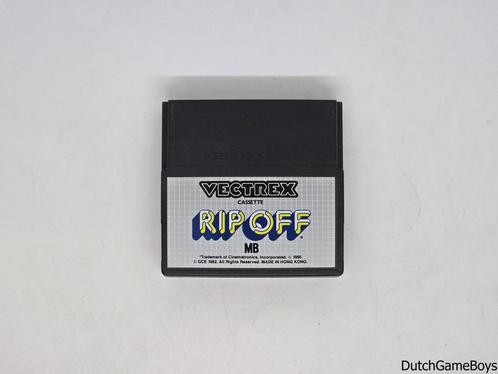 VECTREX
CASSETTE
RIPOFF
MB
*Trademark of Cinematronics, Incorporated. © 1980
© GCE 1982. All Rights Reserved. MADE IN HONG KONG.
DutchGameBoys